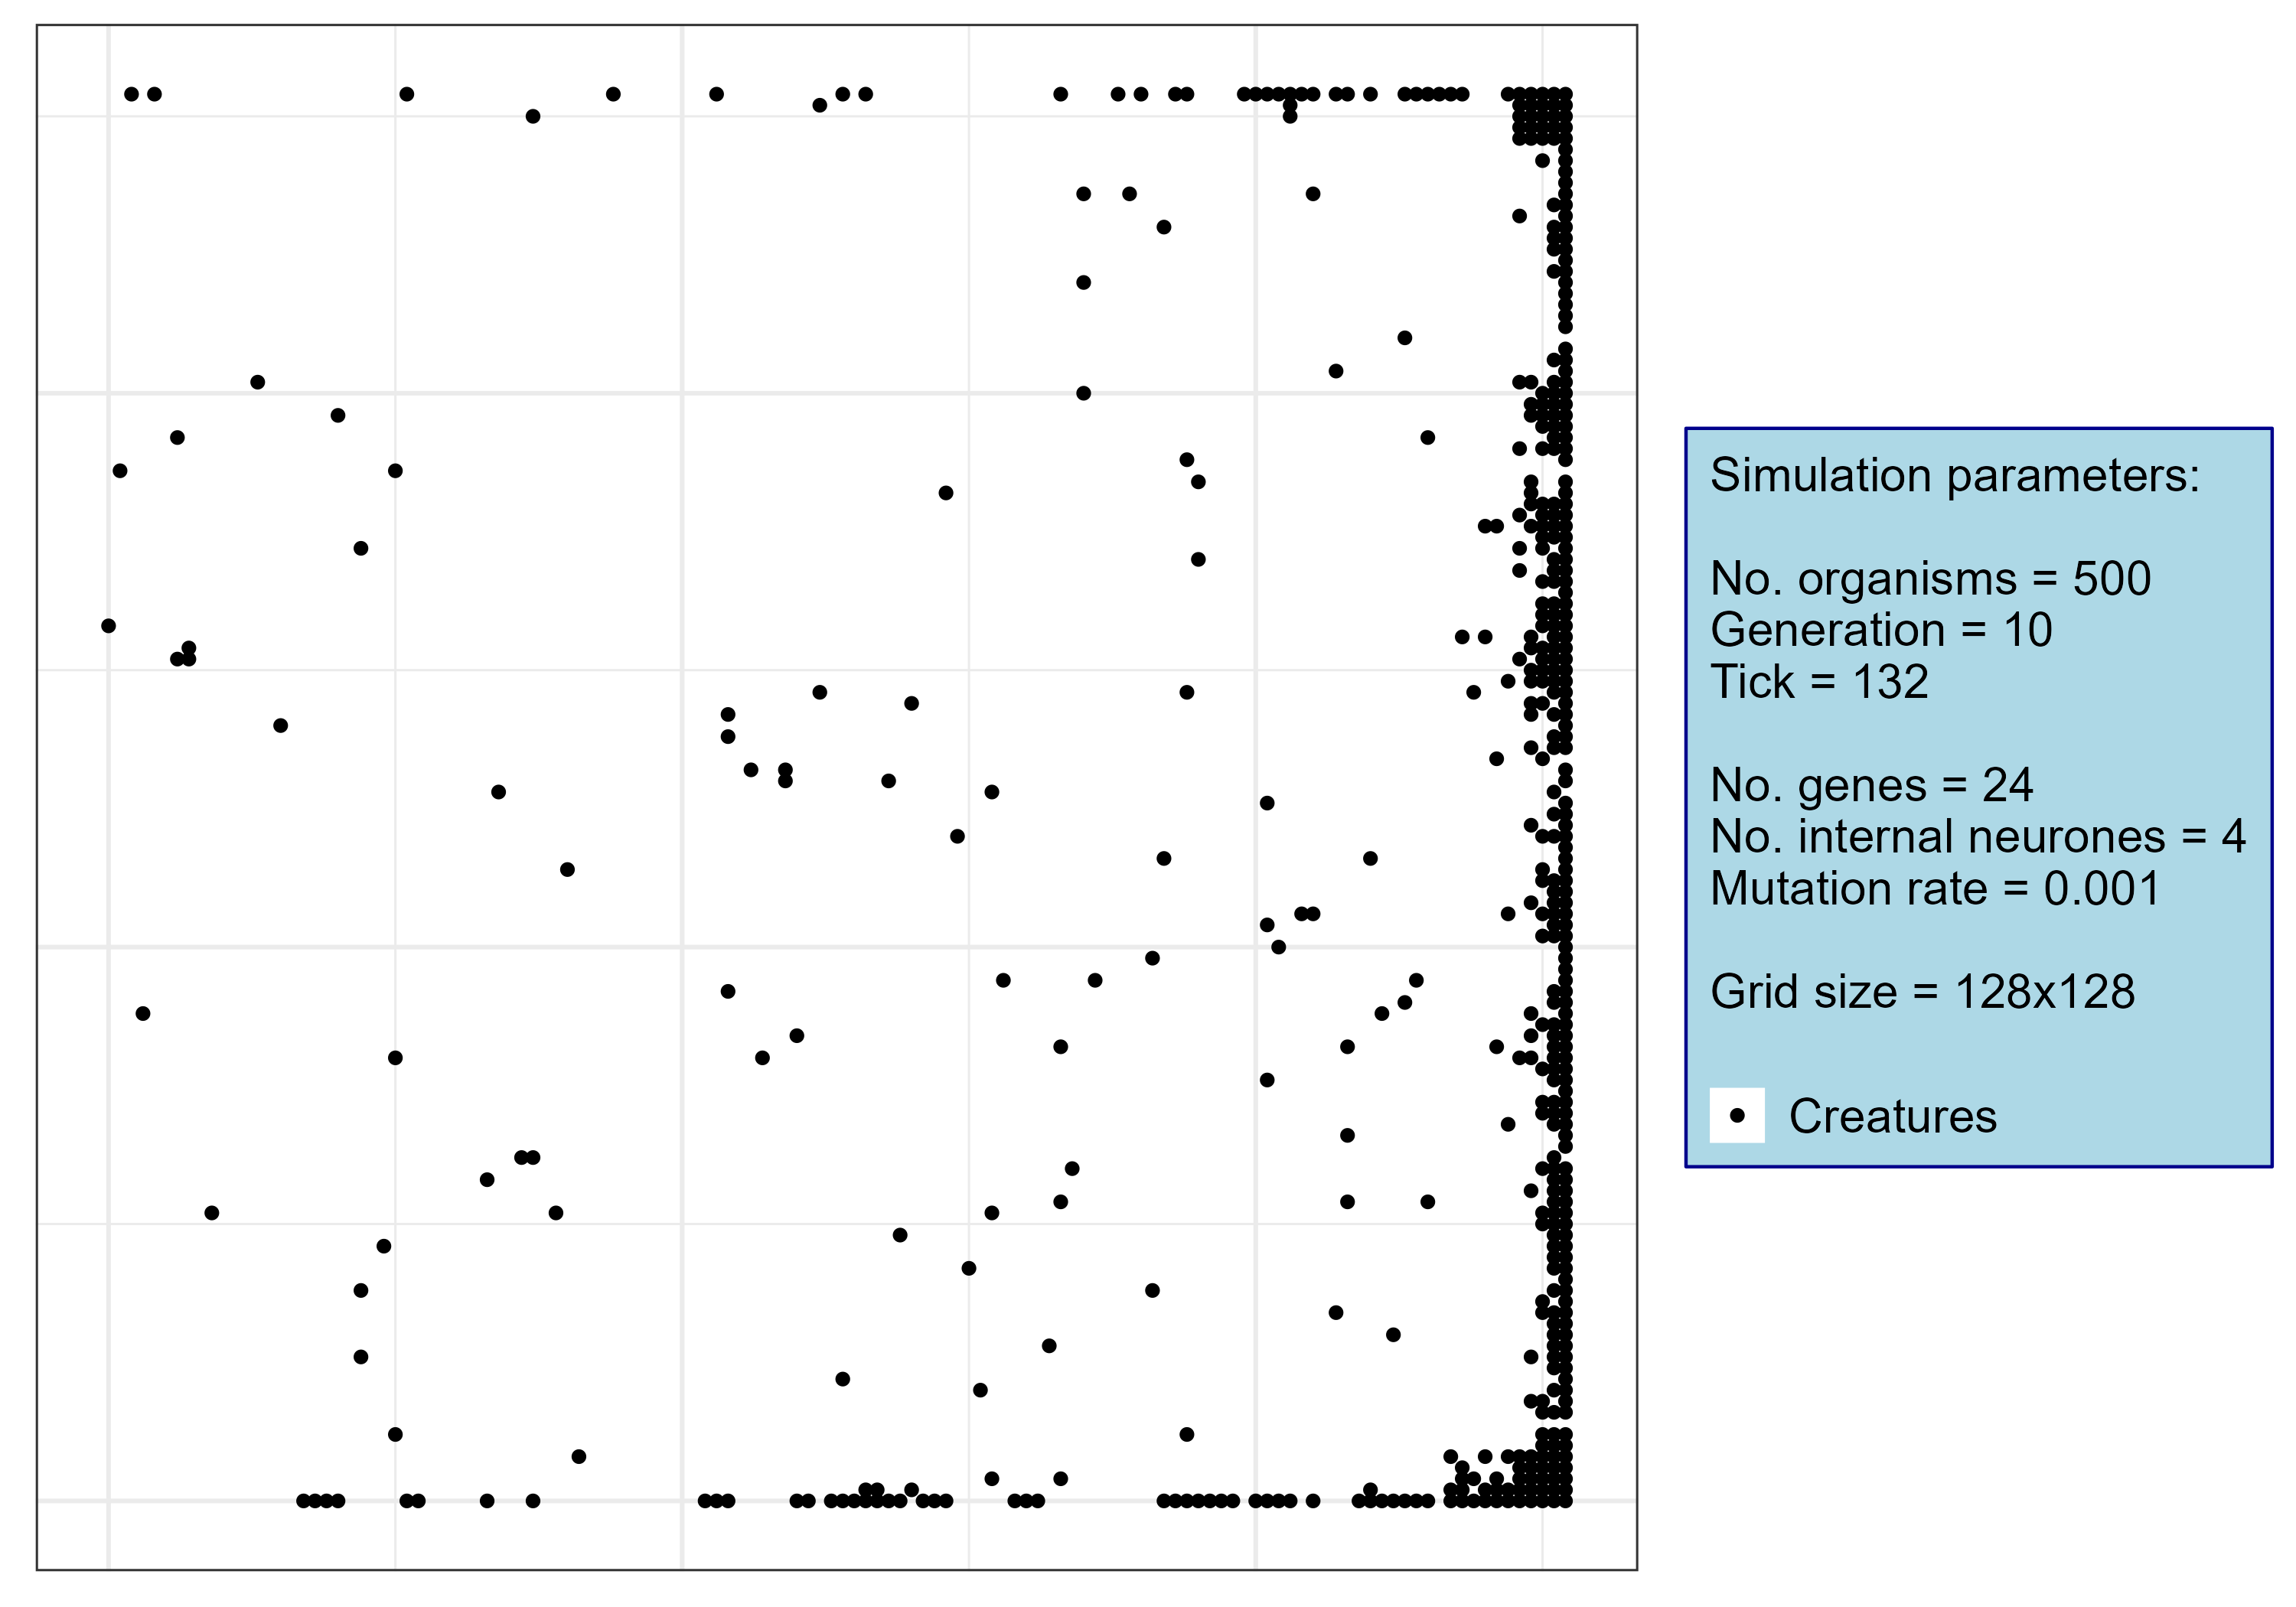 Simulation parameters:
No. organisms = 500
Generation = 10
Tick = 132
No. genes = 24
No. internal neurones = 4
Mutation rate = 0.001
Grid size = 128x128
Creatures